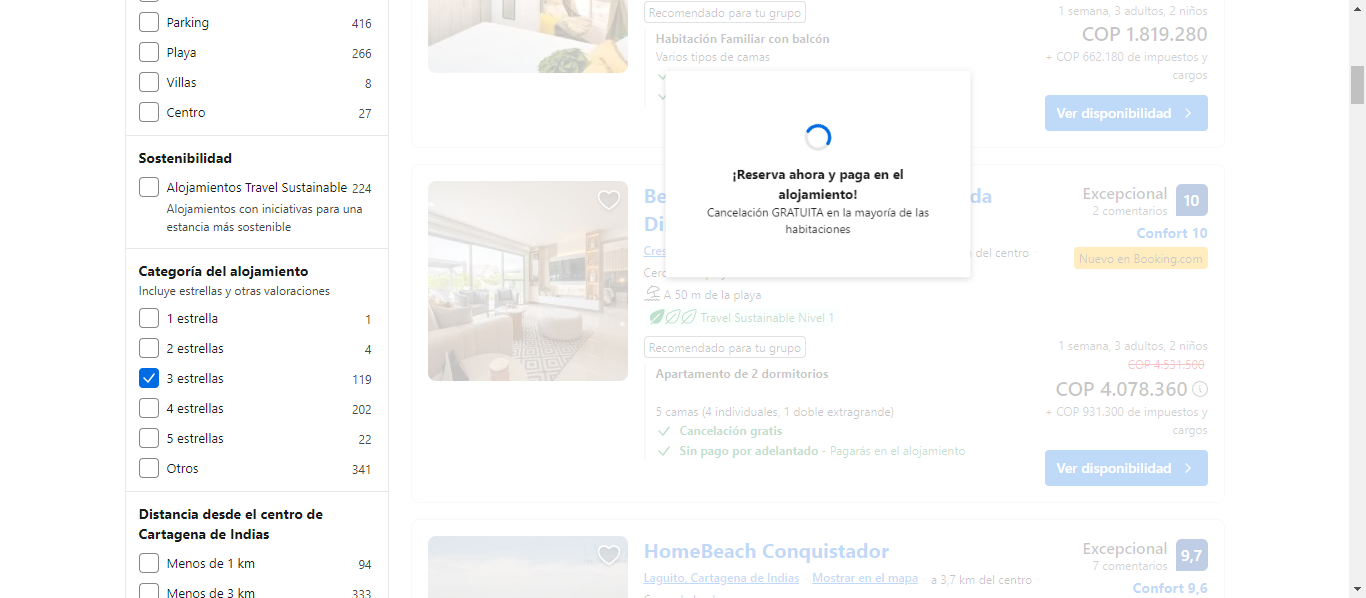 Parking 416
Playa 266
Villas 8
Centro 27
Sostenibilidad
Alojamientos Travel Sustainable 224
Alojamientos con iniciativas para una
estancia más sostenible
Categoría del alojamiento
Incluye estrellas y otras valoraciones
1 estrella 1
2 estrellas 4
3 estrellas 119
4 estrellas 202
5 estrellas 22
Otros 341
Distancia desde el centro de
Cartagena de Indias
Menos de 1 km 94
Menos de 3 km 333
Recomendado para tu grupo
Habitación Familiar con balcón
Varios tipos de camas
1 semana, 3 adultos, 2 niños
COP 1.819.280
+ COP 662.180 de impuestos y
cargos
Ver disponibilidad
¡Reserva ahora y paga en el
alojamiento!
Cancelación GRATUITA en la mayoría de las
habitaciones
Be
da
Di
Cres
del centro
A 50 m de la playa
Travel Sustainable Nivel 1
Excepcional 10
2 comentarios
Confort 10
Nuevo en Booking.com
Recomendado para tu grupo
Apartamento de 2 dormitorios
5 camas (4 individuales, 1 doble extragrande)
Cancelación gratis
Sin pago por adelantado - Pagarás en el alojamiento
1 semana, 3 adultos, 2 niños
COP 4.531.500
COP 4.078.360
+ COP 931.300 de impuestos y
cargos
Ver disponibilidad
HomeBeach Conquistador
Laguito, Cartagena de Indias Mostrar en el mapa a 3,7 km del centro
Excepcional 9,7
7 comentarios
Confort 9,6